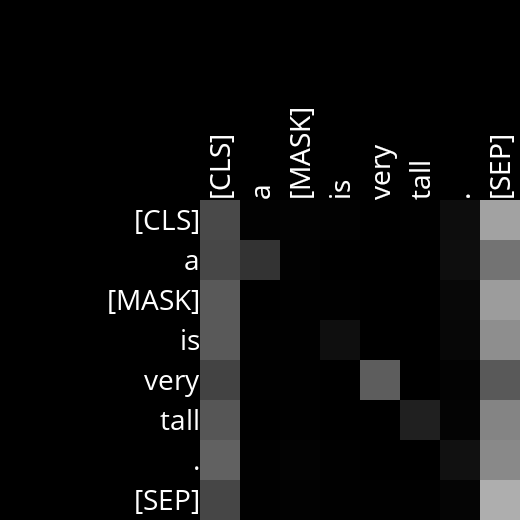 [CLS] a [MASK] is very tall . [SEP]
[CLS]
a
[MASK]
is
very
tall
.
[SEP]